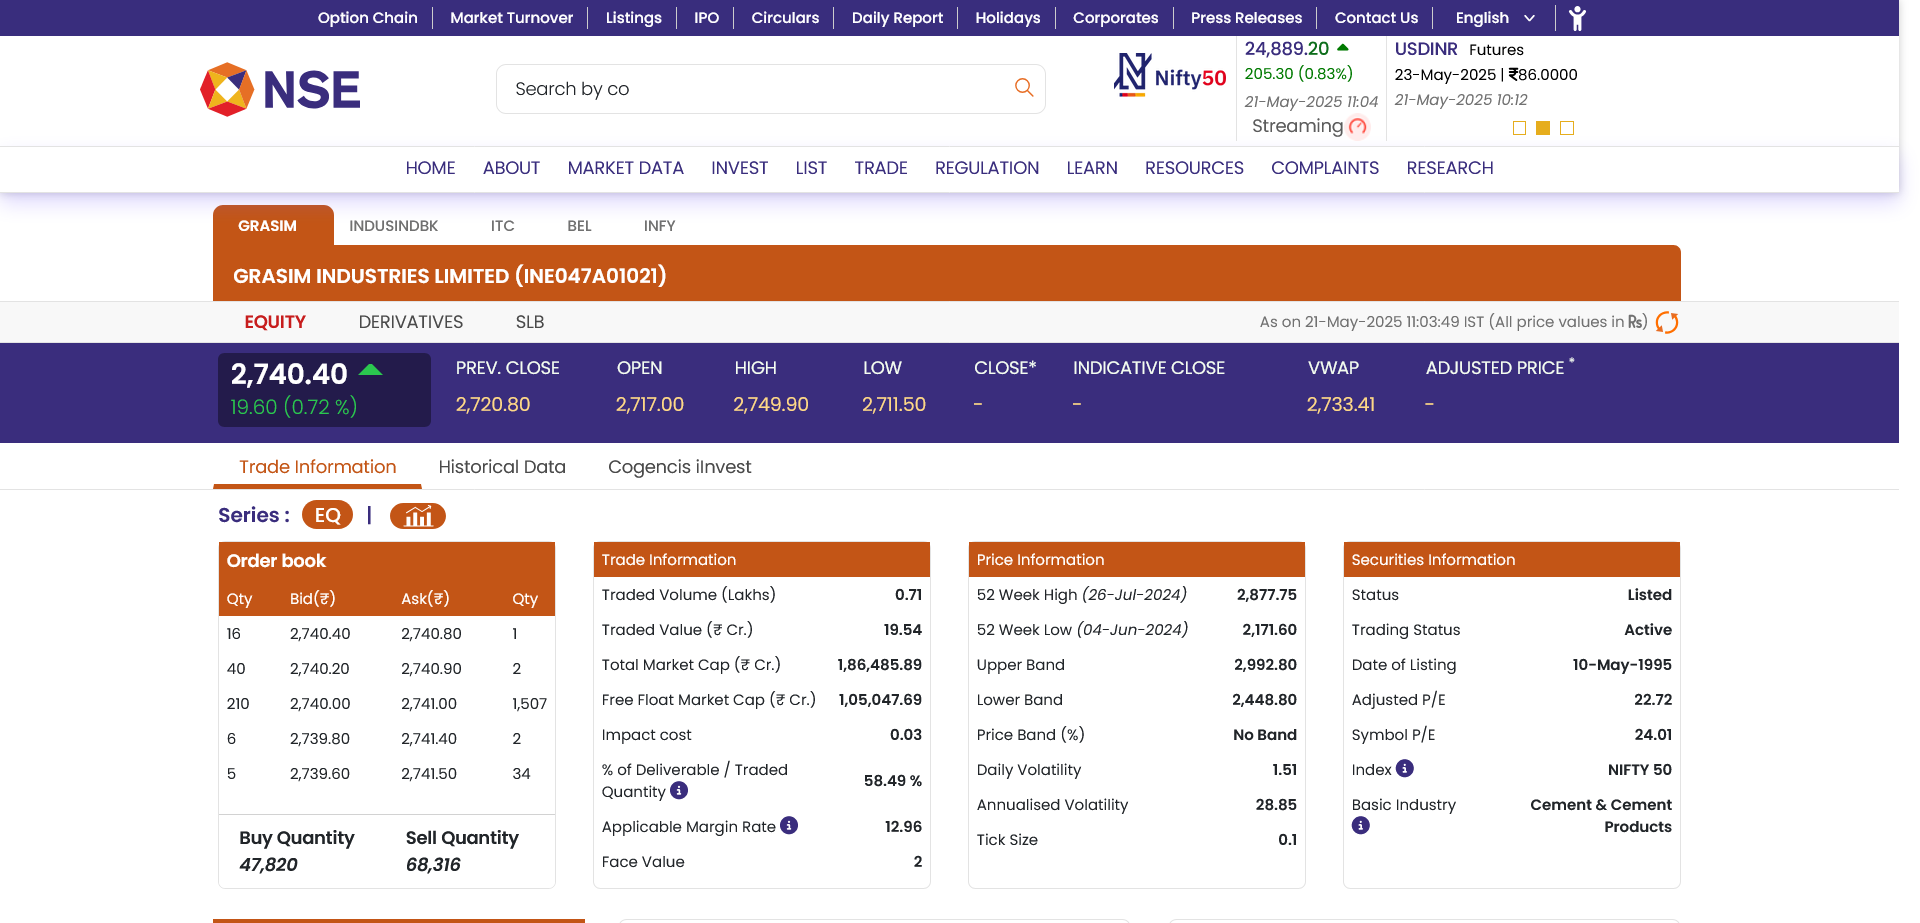 Option Chain Market Turnover Listings IPO Circulars Daily Report Holidays Corporates Press Releases Contact Us English
NSE
Search by co
Nifty50
24,889.20
205.30 (0.83%)
21-May-2025 11:04
Streaming
USDINR Futures
23-May-2025 | ₹86.0000
21-May-2025 10:12
HOME ABOUT MARKET DATA INVEST LIST TRADE REGULATION LEARN RESOURCES COMPLAINTS RESEARCH
GRASIM INDUSINDBK ITC BEL INFY
GRASIM INDUSTRIES LIMITED (INE047A01021)
EQUITY DERIVATIVES SLB As on 21-May-2025 11:03:49 IST (All price values in ₨)
2,740.40
19.60 (0.72 %)
PREV. CLOSE OPEN HIGH LOW CLOSE* INDICATIVE CLOSE VWAP ADJUSTED PRICE *
2,720.80 2,717.00 2,749.90 2,711.50 - - 2,733.41 -
Trade Information Historical Data Cogencis iInvest
Series : EQ |
Order book
Qty Bid(₹) Ask(₹) Qty
16 2,740.40 2,740.80 1
40 2,740.20 2,740.90 2
210 2,740.00 2,741.00 1,507
6 2,739.80 2,741.40 2
5 2,739.60 2,741.50 34
Buy Quantity Sell Quantity
47,820 68,316
Trade Information
Traded Volume (Lakhs) 0.71
Traded Value (₹ Cr.) 19.54
Total Market Cap (₹ Cr.) 1,86,485.89
Free Float Market Cap (₹ Cr.) 1,05,047.69
Impact cost 0.03
% of Deliverable / Traded
Quantity 58.49 %
Applicable Margin Rate 12.96
Face Value 2
Price Information
52 Week High (26-Jul-2024) 2,877.75
52 Week Low (04-Jun-2024) 2,171.60
Upper Band 2,992.80
Lower Band 2,448.80
Price Band (%) No Band
Daily Volatility 1.51
Annualised Volatility 28.85
Tick Size 0.1
Securities Information
Status Listed
Trading Status Active
Date of Listing 10-May-1995
Adjusted P/E 22.72
Symbol P/E 24.01
Index NIFTY 50
Basic Industry Cement & Cement
Products